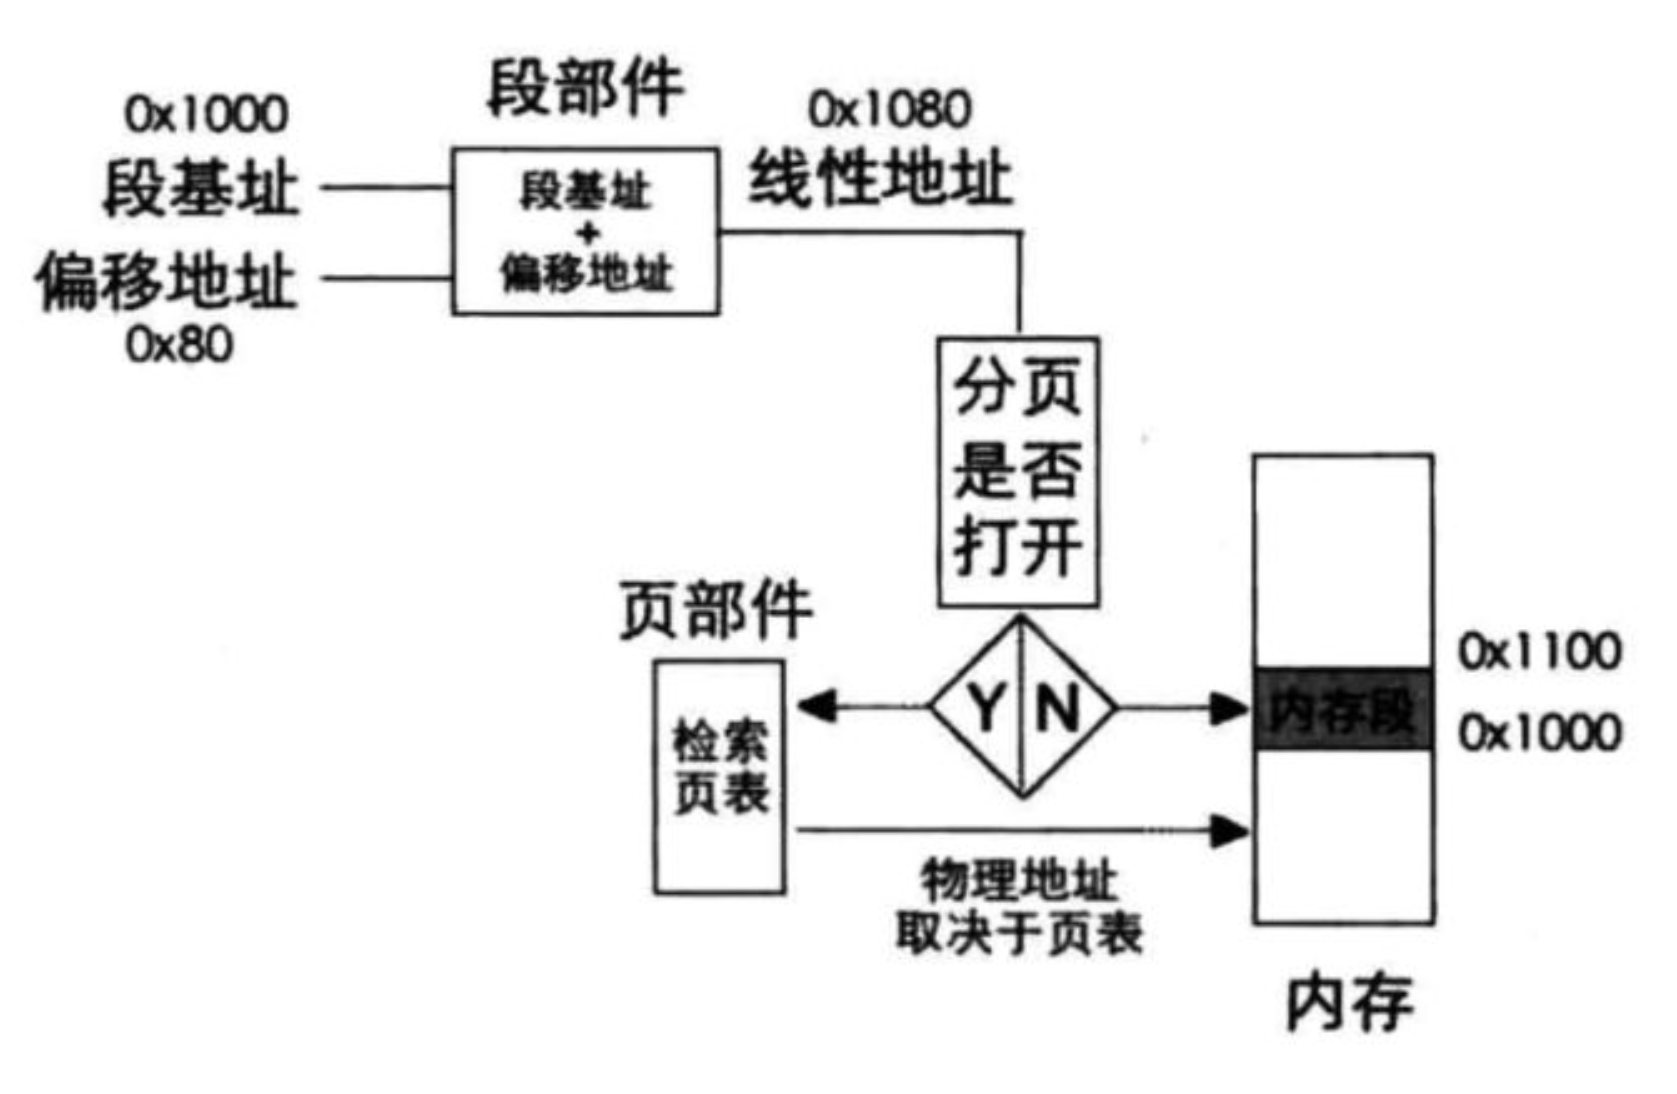 段部件
0x1000
段基址
偏移地址
0x80
段基址
+
偏移地址
0x1080
线性地址
分页
是否
打开
页部件
检索
页表
Y
N
物理地址
取决于页表
0x1100
内存段
0x1000
内存